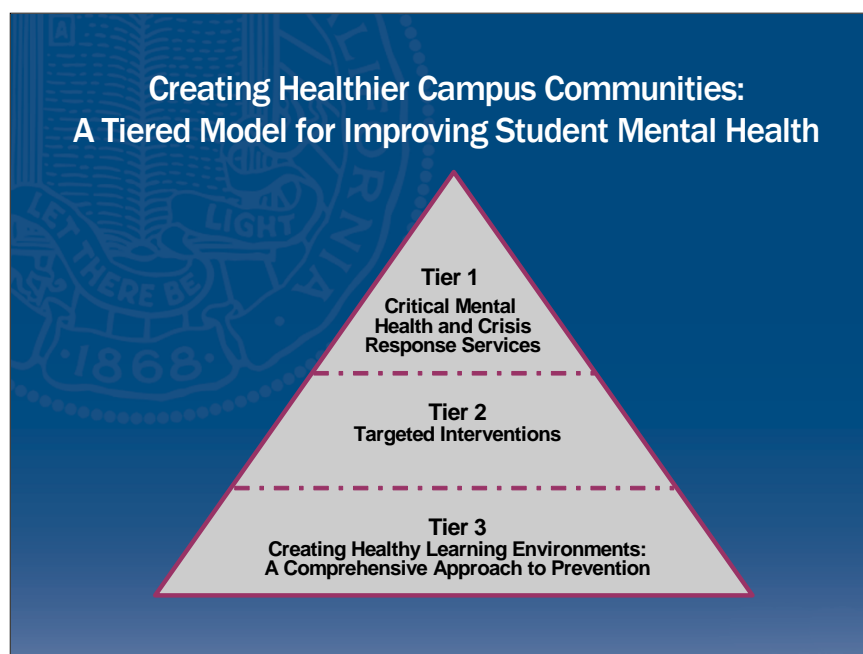 Creating Healthier Campus Communities:
A Tiered Model for Improving Student Mental Health
Tier 1
Critical Mental
Health and Crisis
Response Services
Tier 2
Targeted Interventions
Tier 3
Creating Healthy Learning Environments:
A Comprehensive Approach to Prevention
A
ALIFORNIA
LET THERE BE
LIGHT
·1868·